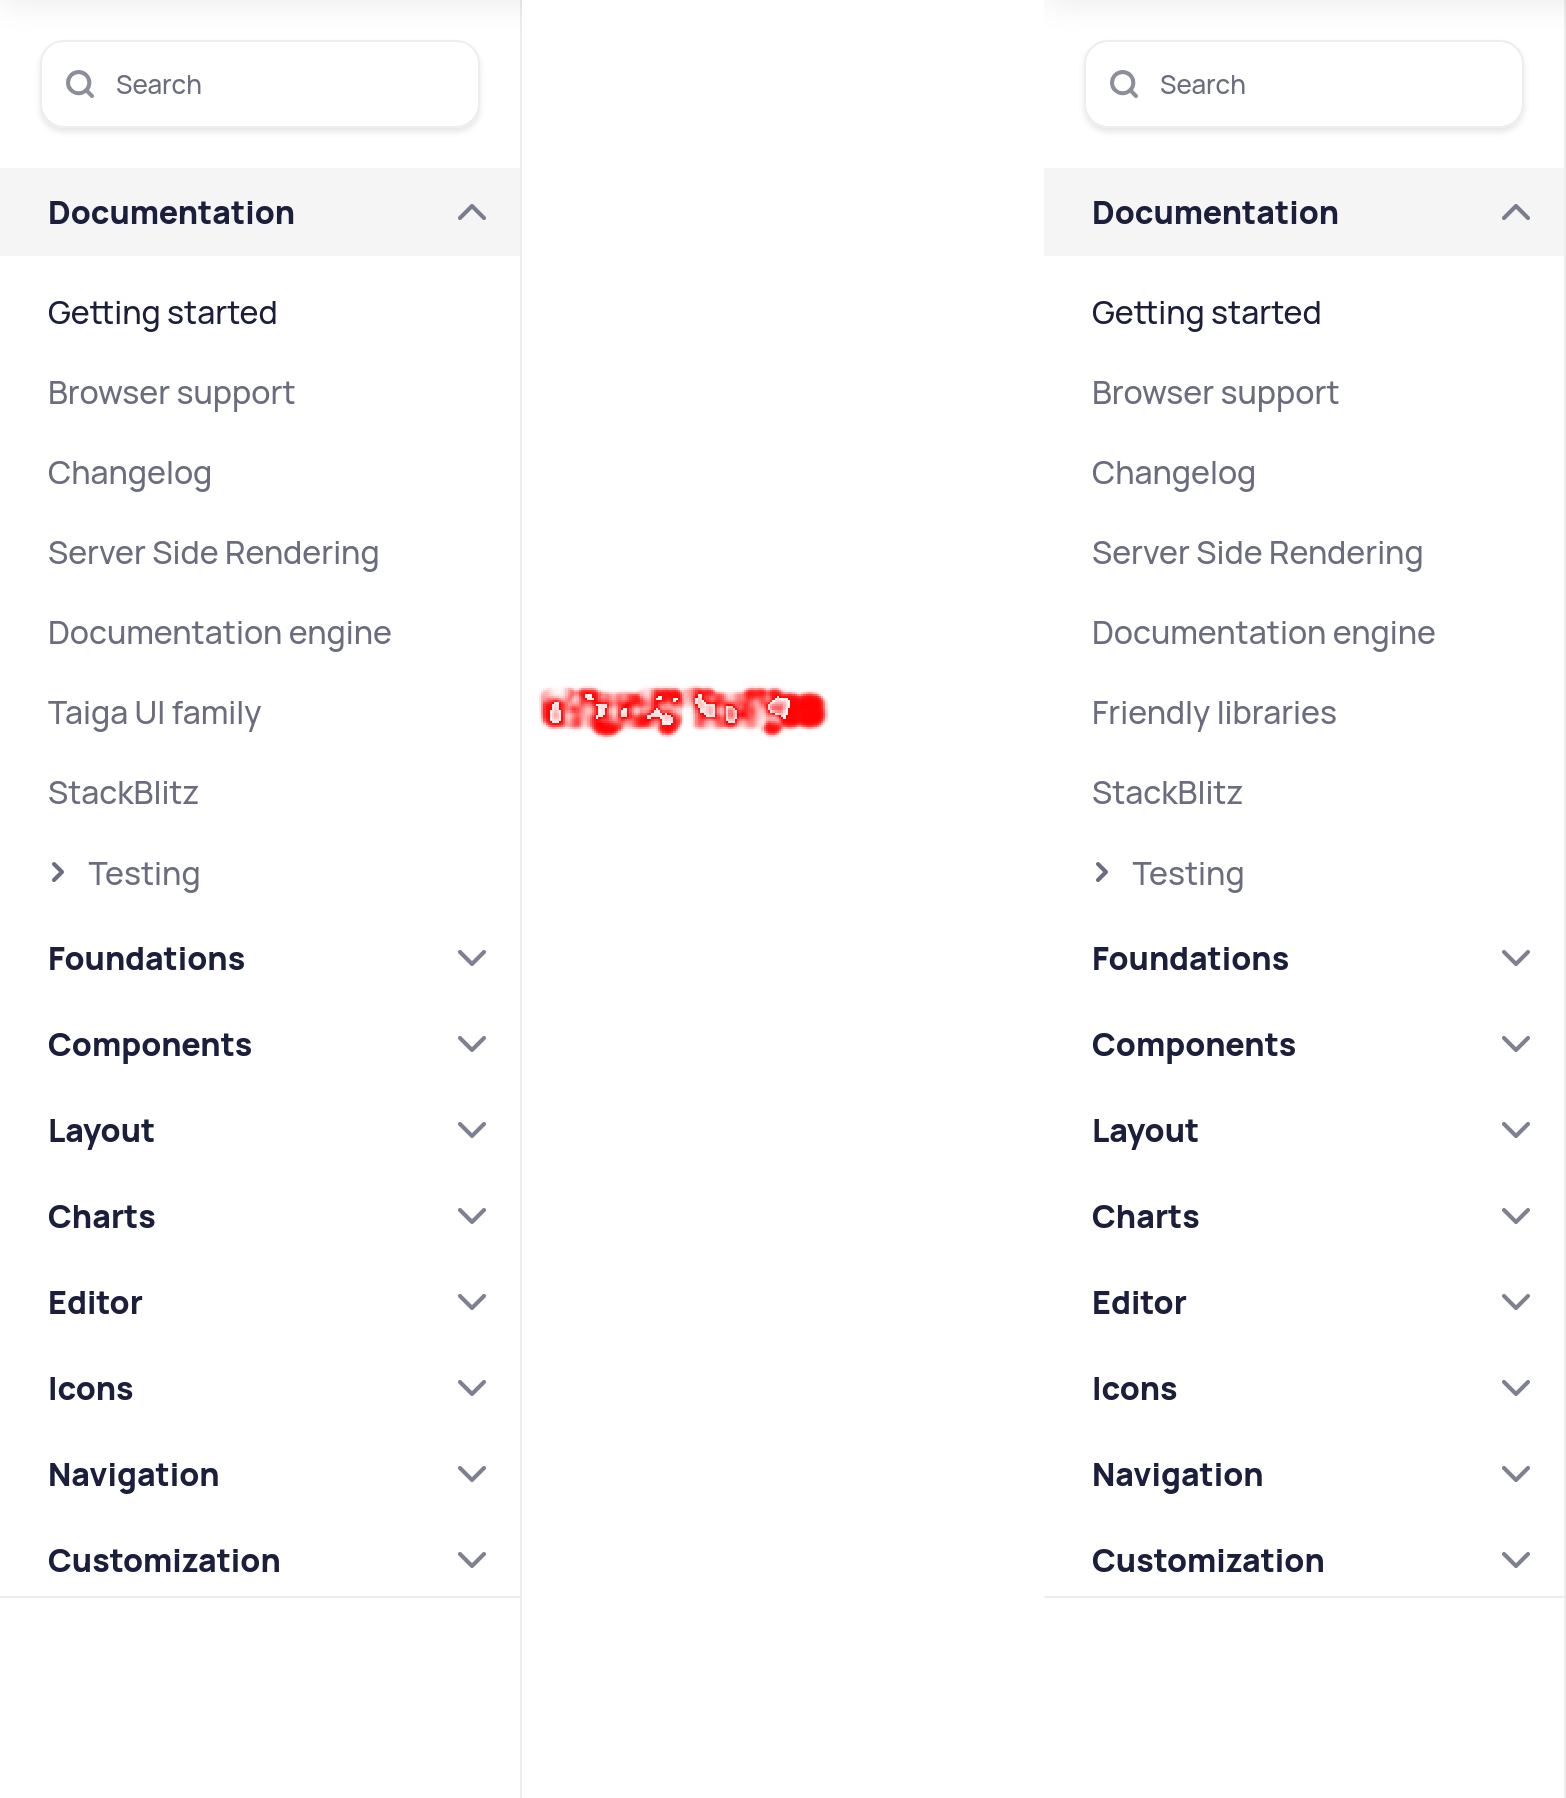 Search
Documentation
Getting started
Browser support
Changelog
Server Side Rendering
Documentation engine
Taiga UI family
StackBlitz
Testing
Foundations
Components
Layout
Charts
Editor
Icons
Navigation
Customization
Search
Documentation
Getting started
Browser support
Changelog
Server Side Rendering
Documentation engine
Friendly libraries
StackBlitz
Testing
Foundations
Components
Layout
Charts
Editor
Icons
Navigation
Customization